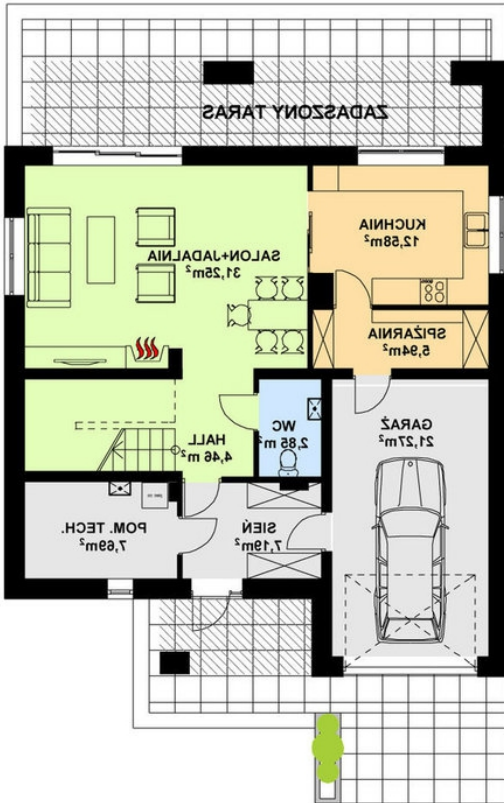 ZADASZONY TARAS
KUCHNIA
12,58m²
SALON+JADALNIA
31,25m²
SPIŻARNIA
5,94m²
GARAŻ
21,27m²
WC
2,85 m²
HALL
4,46 m²
SIEŃ
7,19m²
POM. TECH.
7,69m²